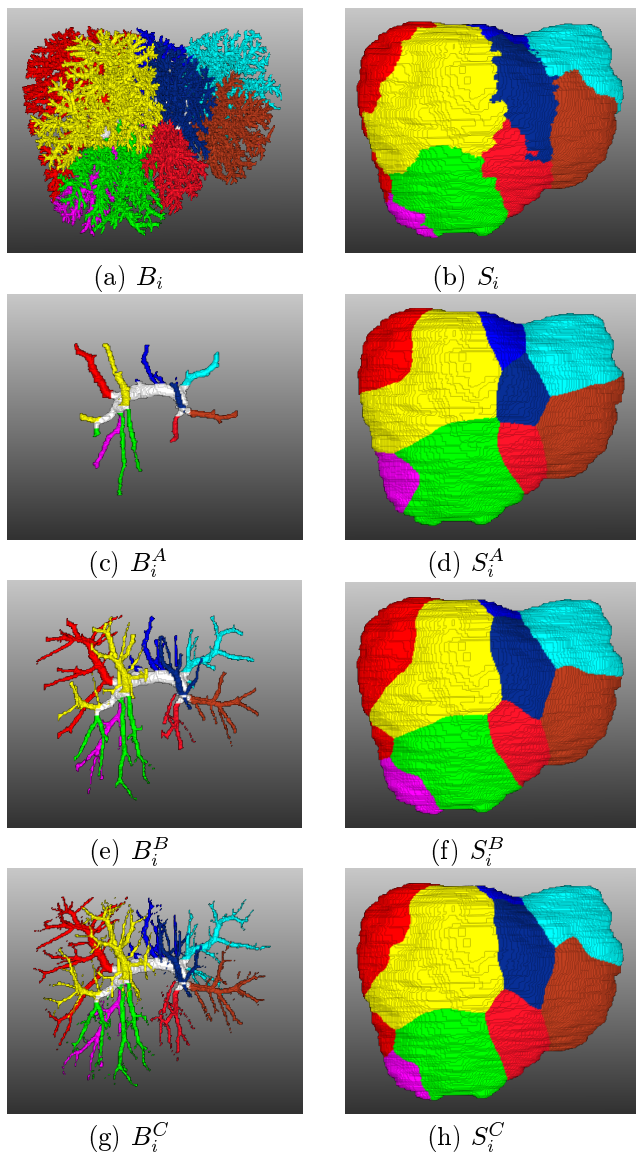 (a) $B_i$ (b) $S_i$
(c) $B_i^A$ (d) $S_i^A$
(e) $B_i^B$ (f) $S_i^B$
(g) $B_i^C$ (h) $S_i^C$